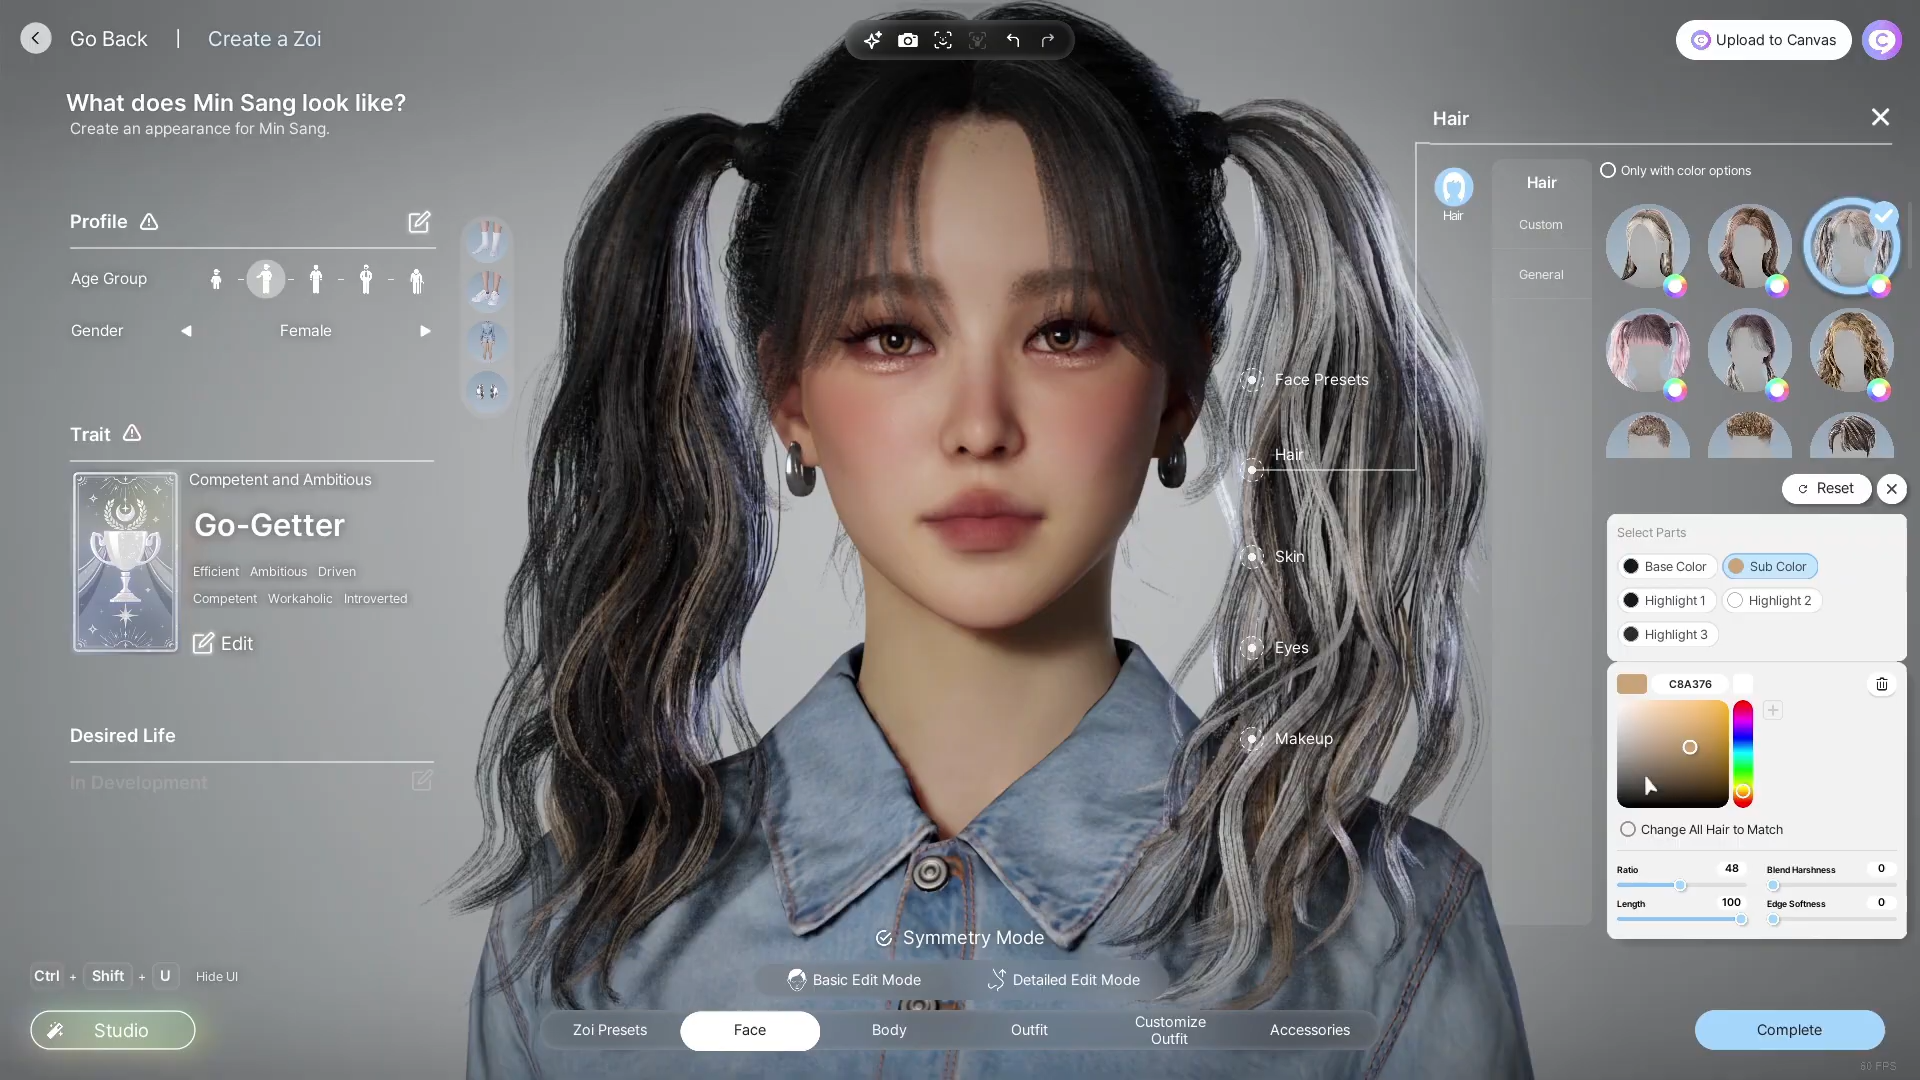 Go Back | Create a Zoi
Upload to Canvas
What does Min Sang look like?
Create an appearance for Min Sang.
Profile
Age Group
Gender
Female
Trait
Competent and Ambitious
Go-Getter
Efficient Ambitious Driven
Competent Workaholic Introverted
Edit
Desired Life
In Development
Ctrl + Shift + U Hide UI
Studio
Face Presets
Hair
Skin
Eyes
Makeup
Symmetry Mode
Basic Edit Mode
Detailed Edit Mode
Zoi Presets
Face
Body
Outfit
Customize
Outfit
Accessories
Hair
Hair
Hair
Custom
General
Only with color options
Reset
Select Parts
Base Color
Sub Color
Highlight 1
Highlight 2
Highlight 3
C8A376
Change All Hair to Match
Ratio 48
Blend Harshness 0
Length 100
Edge Softness 0
Complete
60 FPS